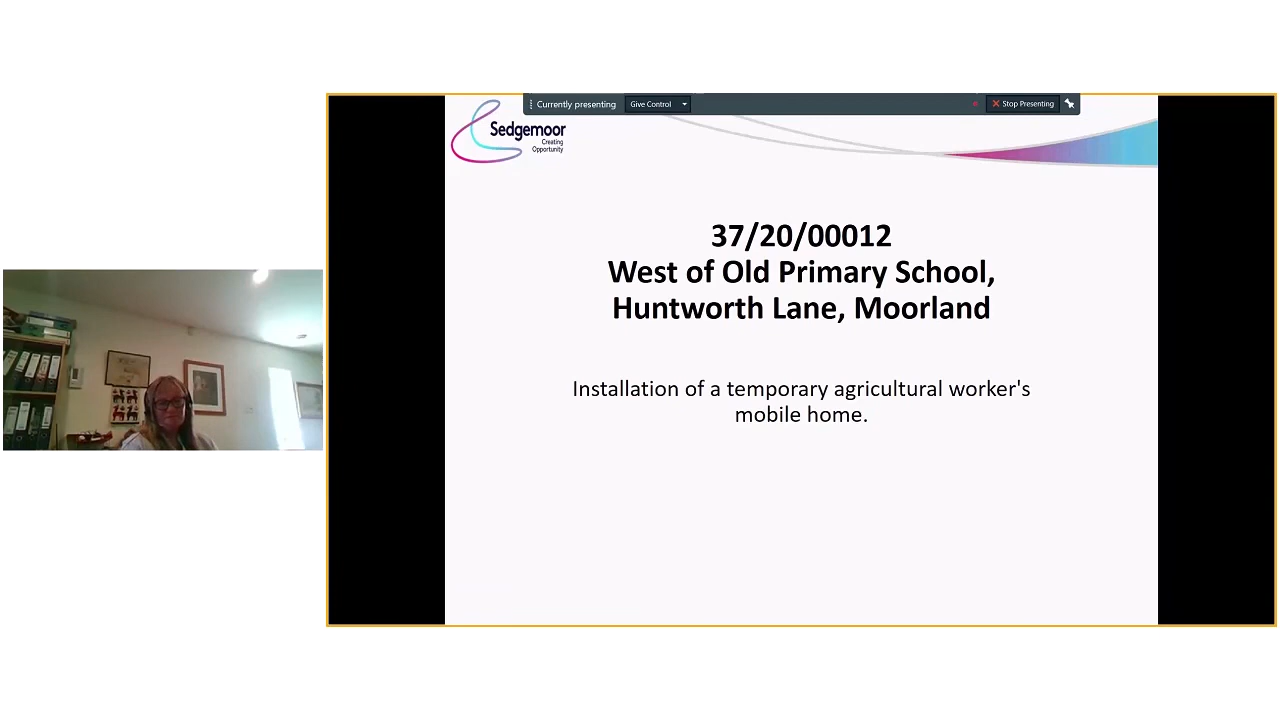 Currently presenting
Give Control
Stop Presenting
Sedgemoor
Creating
Opportunity
37/20/00012
West of Old Primary School,
Huntworth Lane, Moorland
Installation of a temporary agricultural worker's
mobile home.